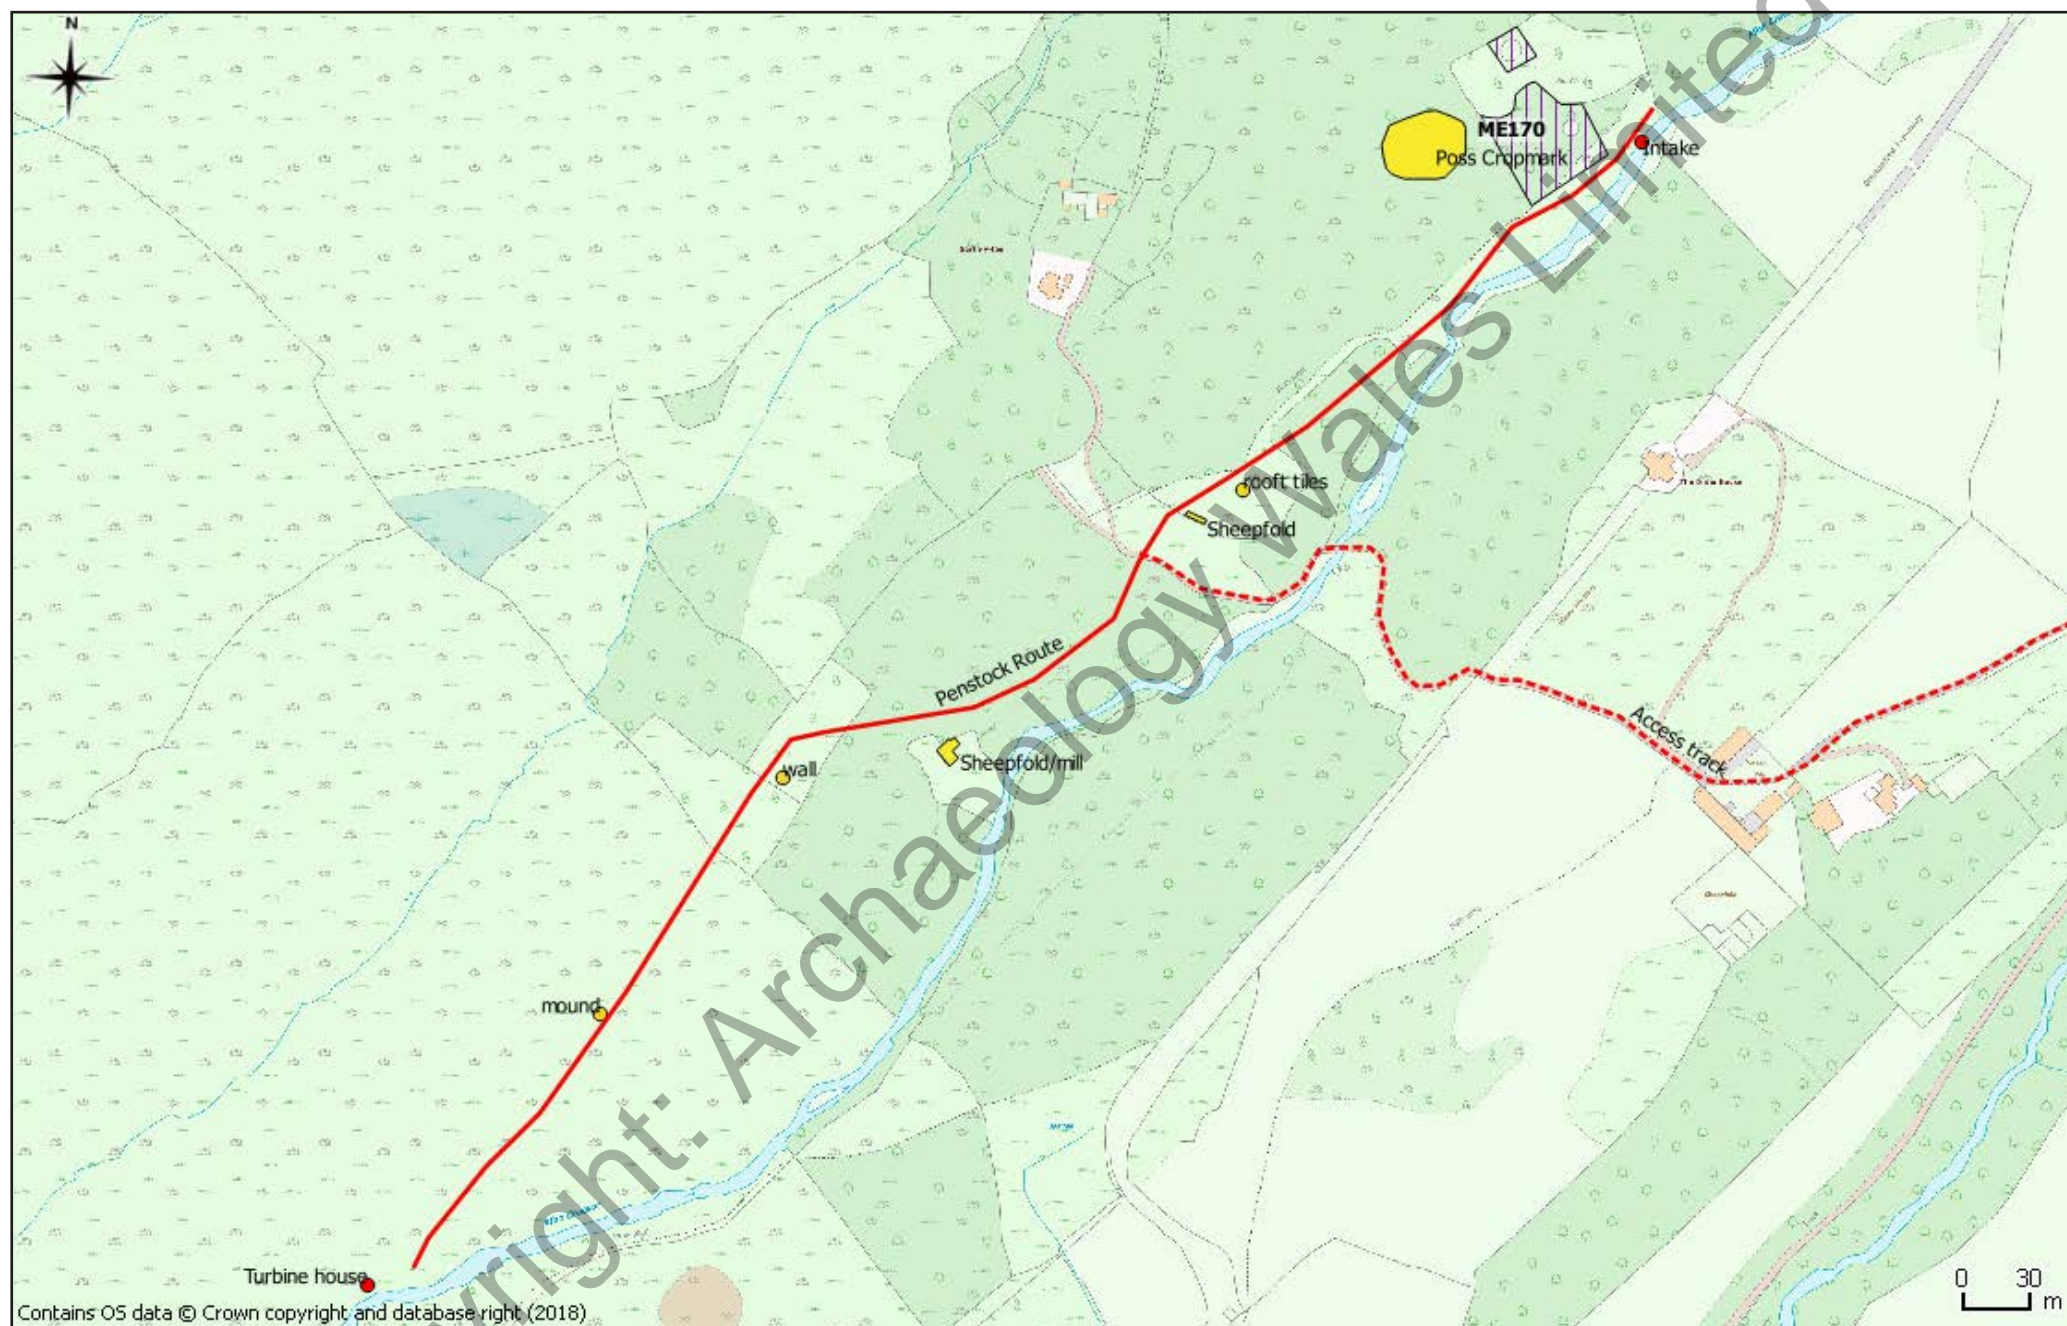 N
ME170
Poss Cropmark
Intake
rooft tiles
Sheepfold
Penstock Route
Access track
wall
Sheepfold/mill
mound
Turbine house
0 30
m
Contains OS data © Crown copyright and database right (2018)
right: Archaeology Wales Limited